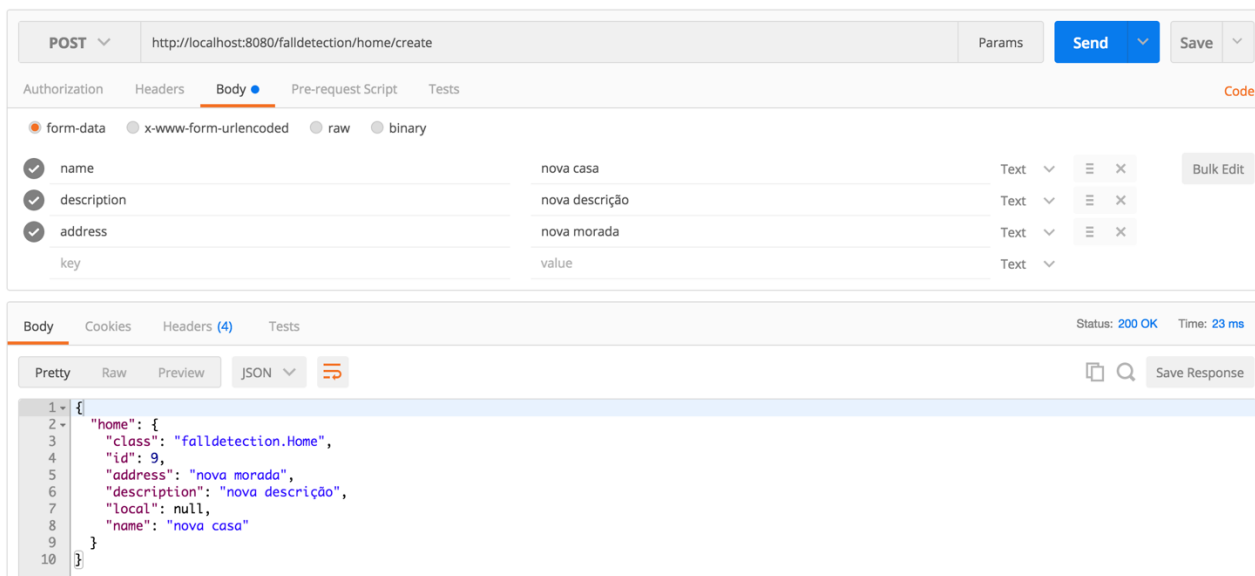 POST http://localhost:8080/falldetection/home/create Params Send Save
Authorization Headers Body Pre-request Script Tests Code
form-data x-www-form-urlencoded raw binary
name nova casa Text Bulk Edit
description nova descrição Text
address nova morada Text
key value Text
Body Cookies Headers (4) Tests Status: 200 OK Time: 23 ms
Pretty Raw Preview JSON Save Response
1 {
2 "home": {
3 "class": "falldetection.Home",
4 "id": 9,
5 "address": "nova morada",
6 "description": "nova descrição",
7 "local": null,
8 "name": "nova casa"
9 }
10 }